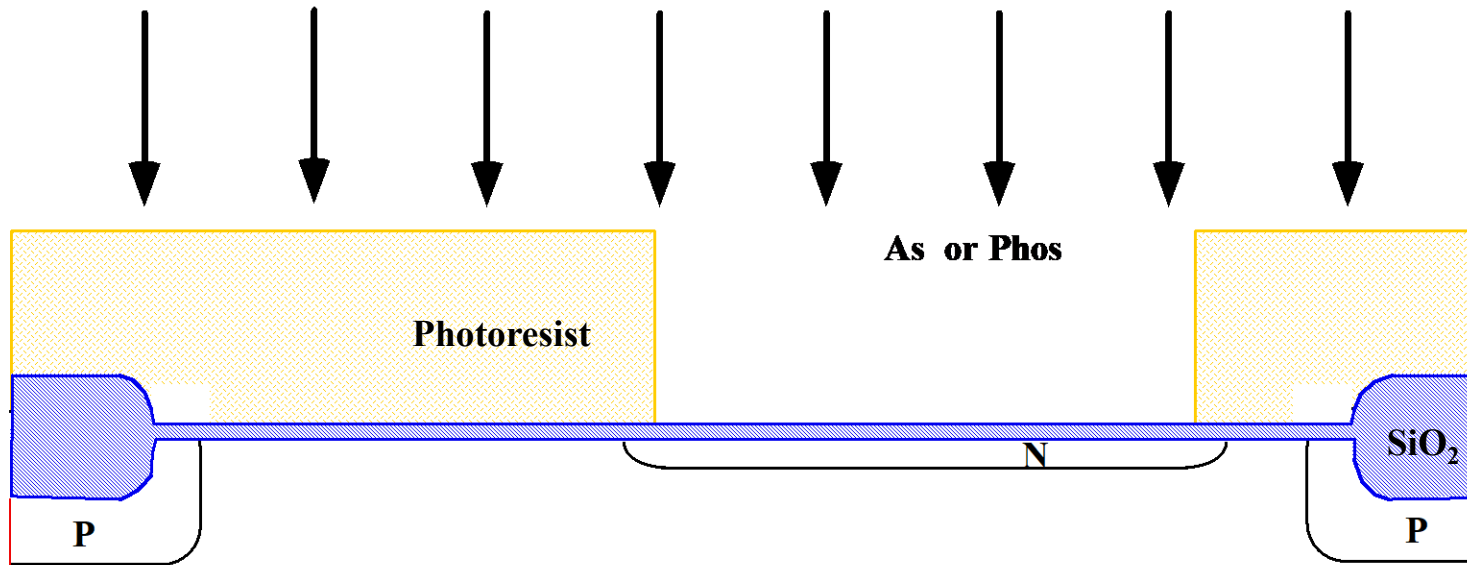 As or Phos
Photoresist
N
SiO₂
P
P